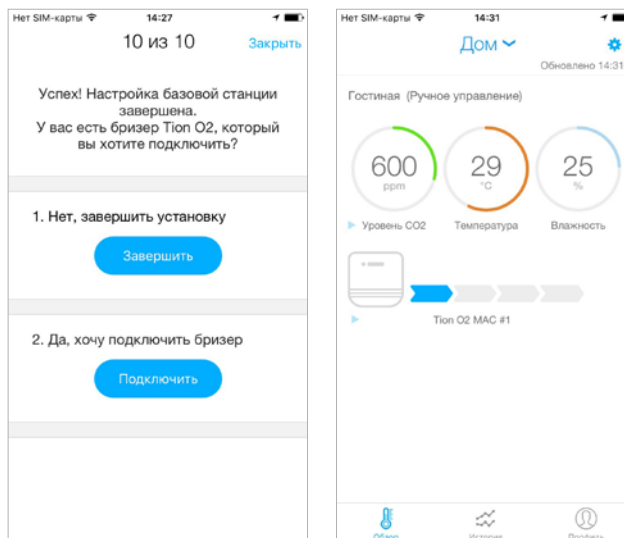 Нет SIM-карты 14:27
10 из 10 Закрыть
Успех! Настройка базовой станции
завершена.
У вас есть бризер Tion O2, который
вы хотите подключить?
1. Нет, завершить установку
Завершить
2. Да, хочу подключить бризер
Подключить
Нет SIM-карты 14:31
Дом
Обновлено 14:31
Гостиная (Ручное управление)
600 29 25
ppm °C %
Уровень CO2 Температура Влажность
Tion O2 MAC #1
Обзор История Профиль